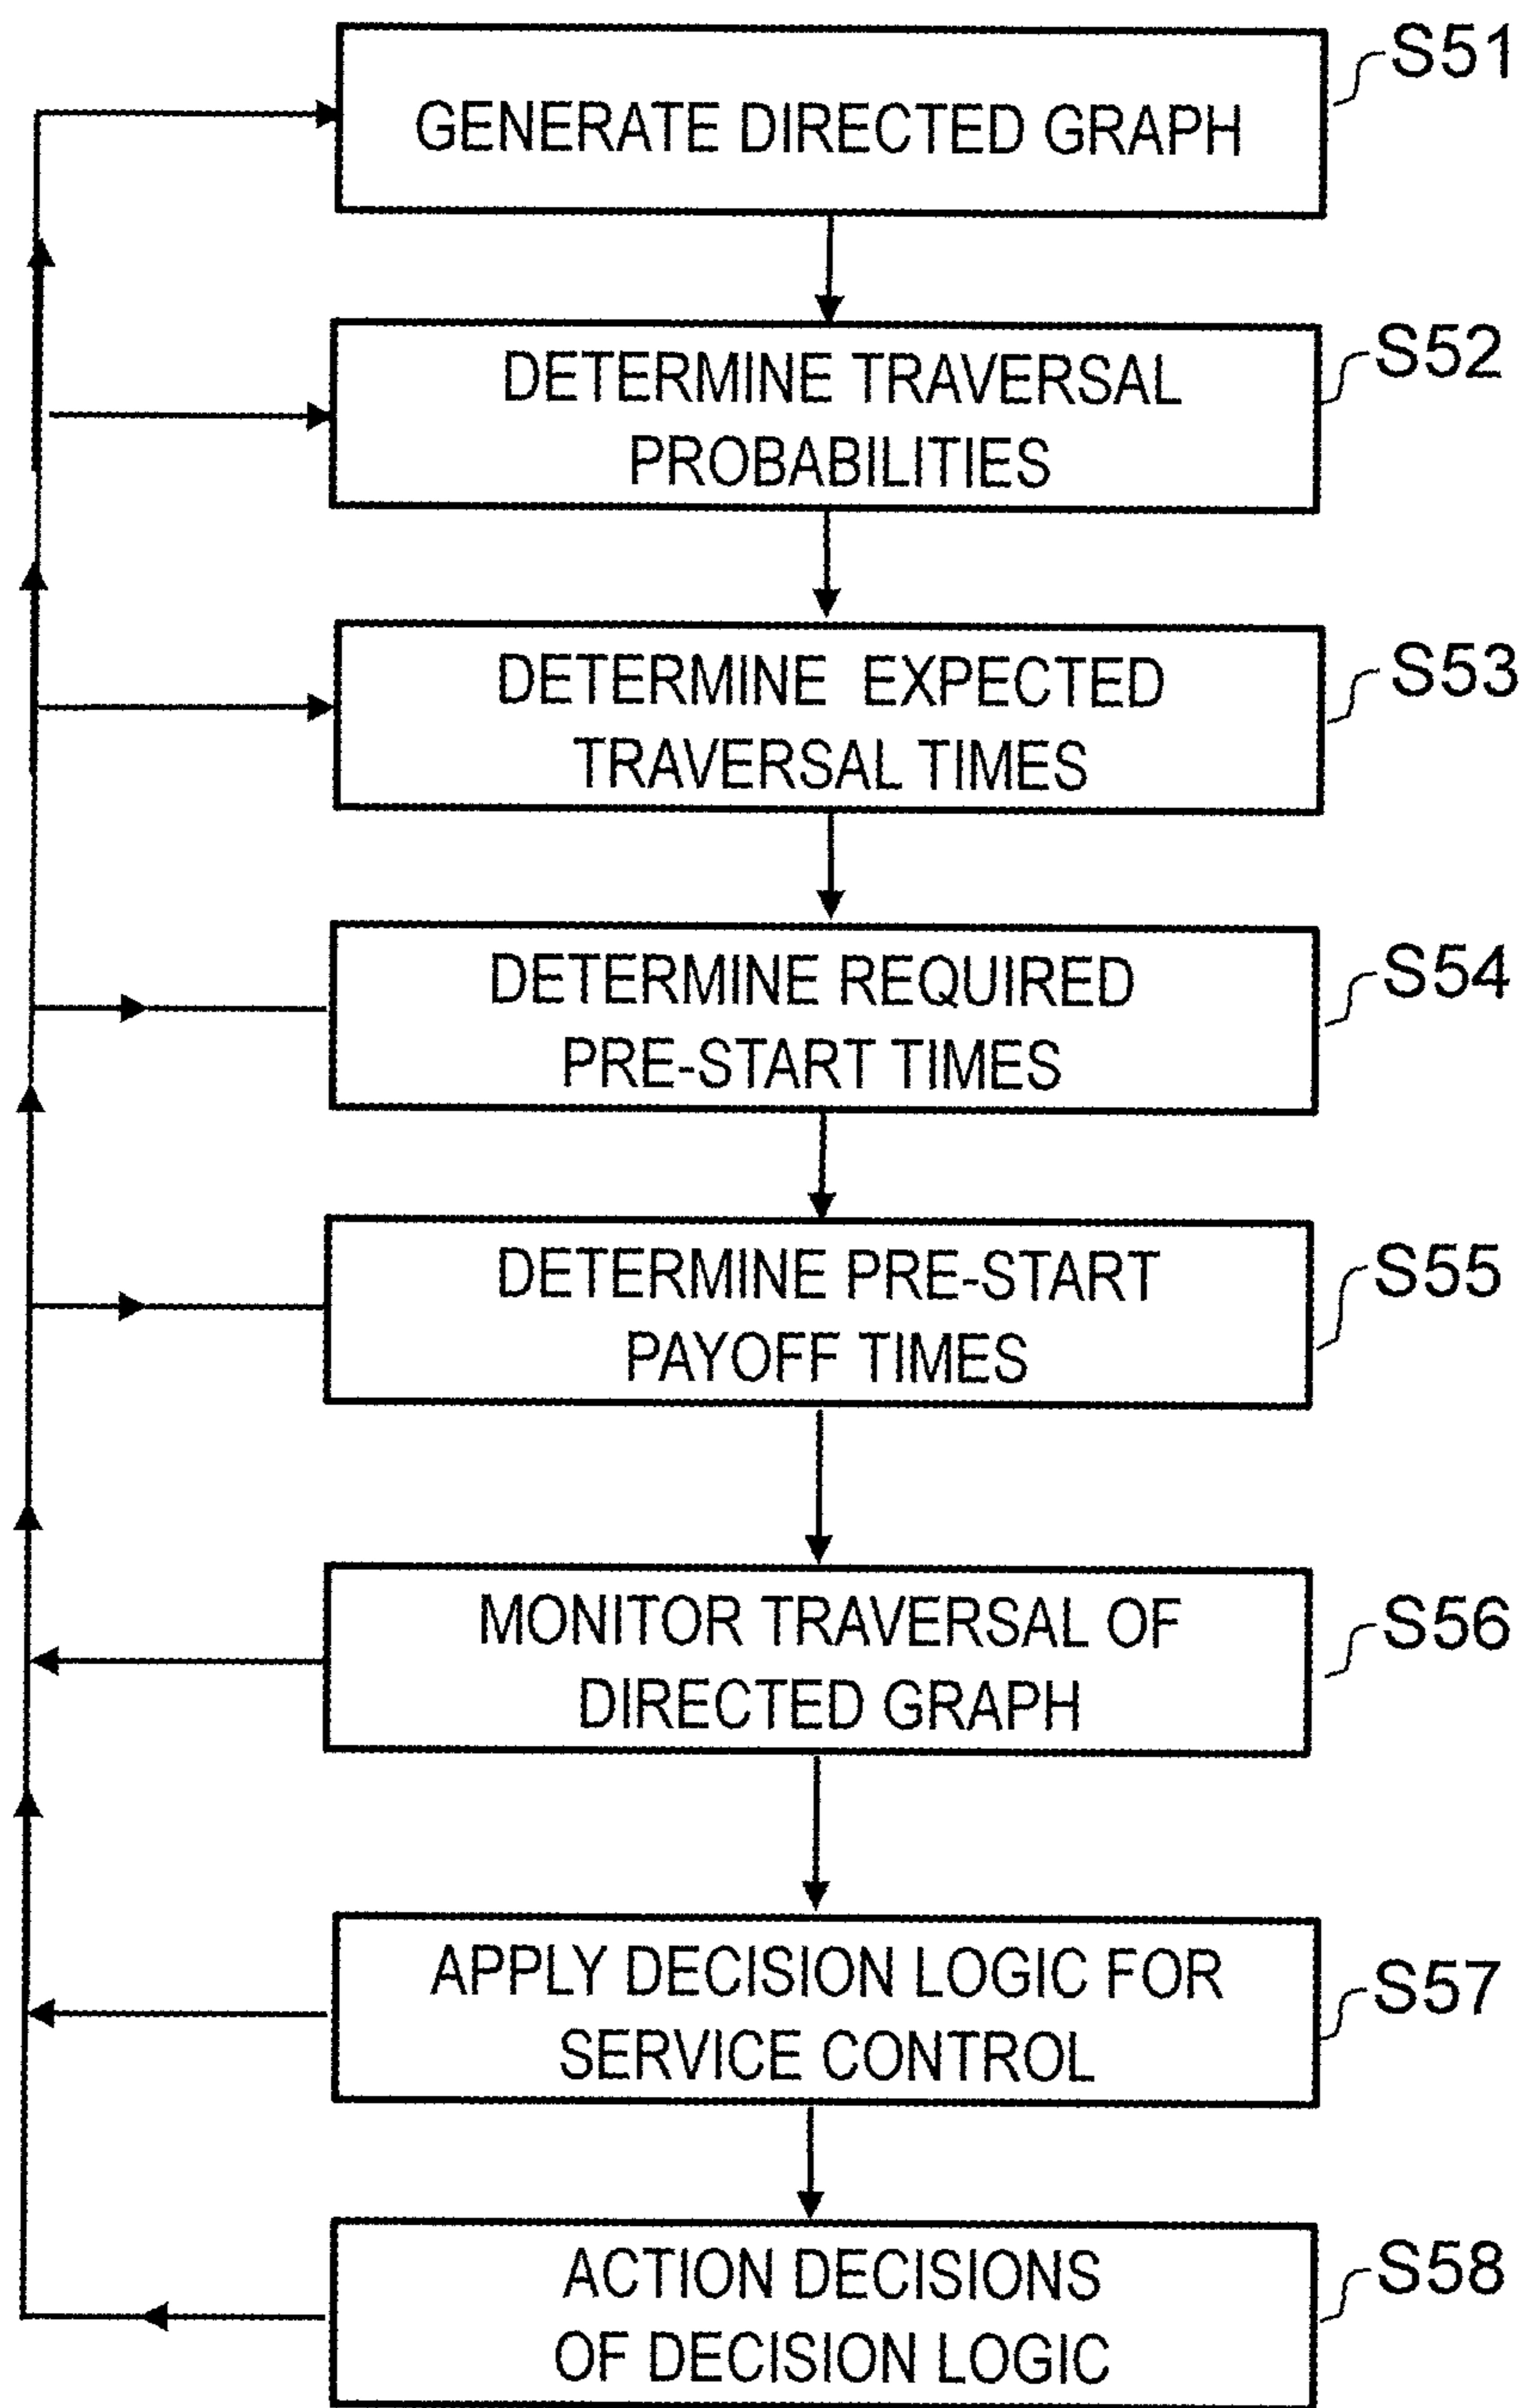 GENERATE DIRECTED GRAPH
S51
DETERMINE TRAVERSAL
PROBABILITIES
S52
DETERMINE EXPECTED
TRAVERSAL TIMES
S53
DETERMINE REQUIRED
PRE-START TIMES
S54
DETERMINE PRE-START
PAYOFF TIMES
S55
MONITOR TRAVERSAL OF
DIRECTED GRAPH
S56
APPLY DECISION LOGIC FOR
SERVICE CONTROL
S57
ACTION DECISIONS
OF DECISION LOGIC
S58